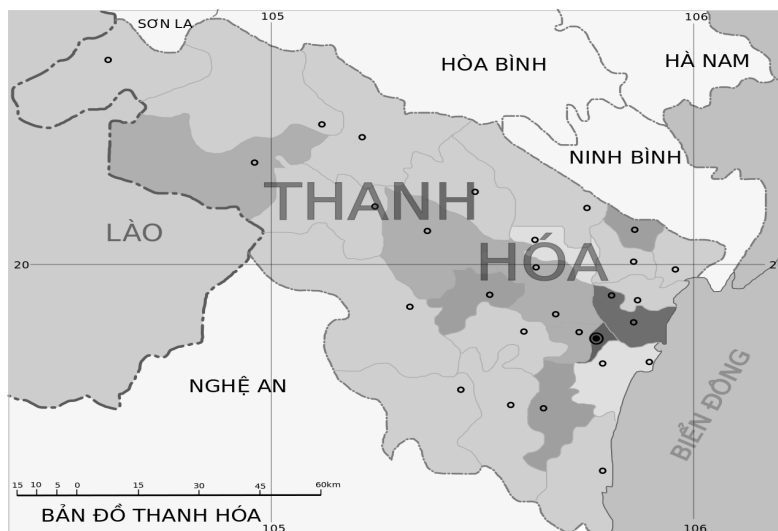 105
106
SƠN LA
HÒA BÌNH
HÀ NAM
NINH BÌNH
THANH
LÀO
HÓA
20
NGHỆ AN
BIỂN ĐÔNG
15 10 5 0 15 30 45 60km
BẢN ĐỒ THANH HÓA
105
106